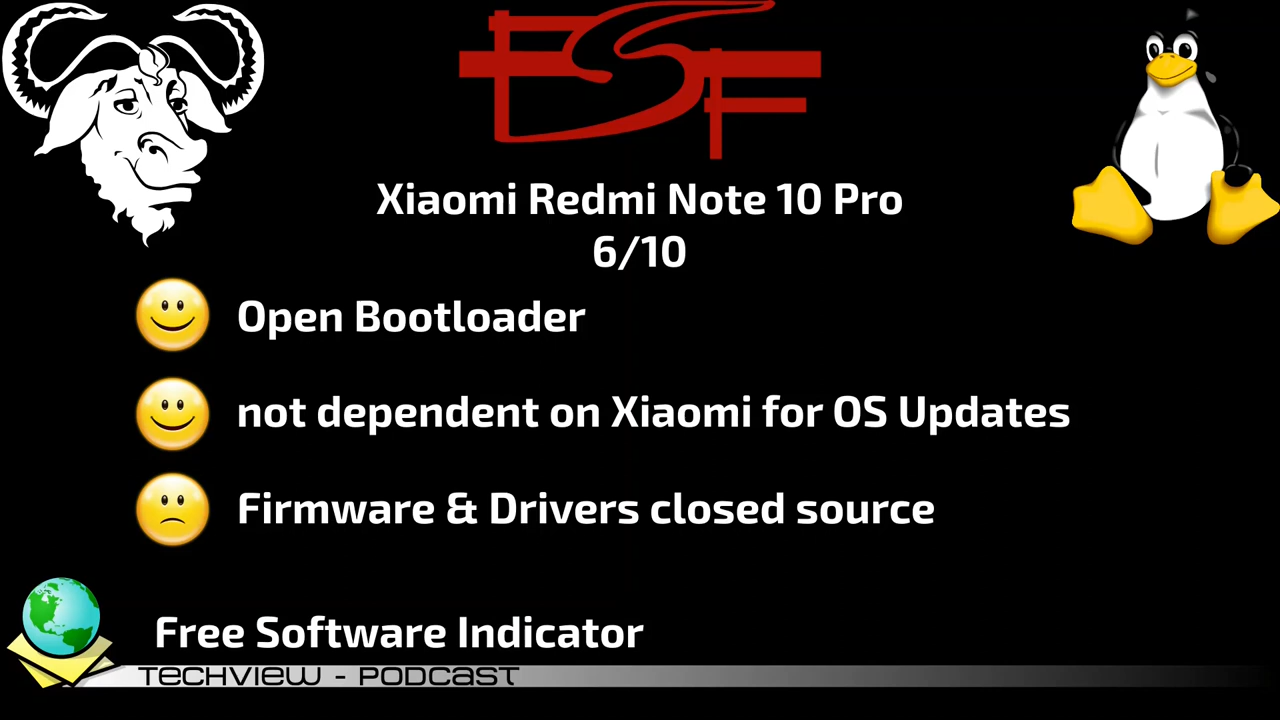 FSF
Xiaomi Redmi Note 10 Pro
6/10
Open Bootloader
not dependent on Xiaomi for OS Updates
Firmware & Drivers closed source
Free Software Indicator
TECHVIEW - PODCAST